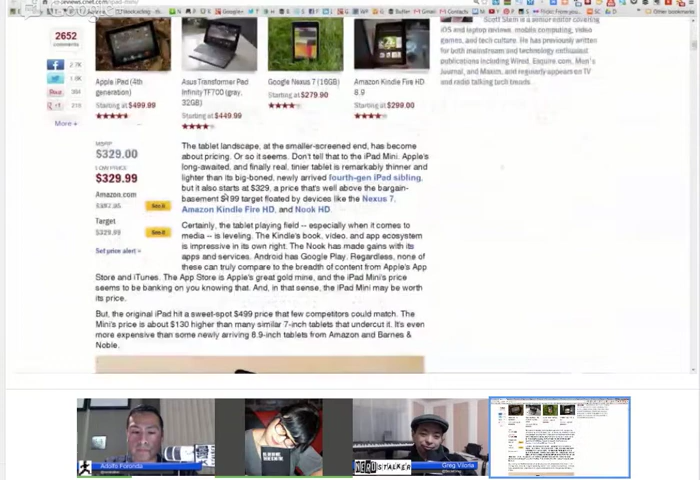 2652
comments
More +
Apple iPad (4th
generation)
Starting at $499.99
Asus Transformer Pad
Infinity TF700 (gray,
32GB)
Starting at $449.99
Google Nexus 7 (16GB)
Starting at $279.90
Amazon Kindle Fire HD
8.9
Starting at $299.00
Scott Stein is a senior editor covering
iOS and laptop reviews, mobile computing, video
games, and tech culture. He has previously written
for both mainstream and technology enthusiast
publications including Wired, Esquire.com, Men's
Journal, and Maxim, and regularly appears on TV
and radio talking tech trends.
MSRP
$329.00
LOW PRICE
$329.99
Amazon.com
See it
Target
$329.99
See it
Set price alert »
The tablet landscape, at the smaller-screened end, has become
about pricing. Or so it seems. Don't tell that to the iPad Mini. Apple's
long-awaited, and finally real, tinier tablet is remarkably thinner and
lighter than its big-boned, newly arrived fourth-gen iPad sibling,
but it also starts at $329, a price that's well above the bargain-
basement $199 target floated by devices like the Nexus 7,
Amazon Kindle Fire HD, and Nook HD.
Certainly, the tablet playing field -- especially when it comes to
media -- is leveling. The Kindle's book, video, and app ecosystem
is impressive in its own right. The Nook has made gains with its
apps and services. Android has Google Play. Regardless, none of
these can truly compare to the breadth of content from Apple's App
Store and iTunes. The App Store is Apple's great gold mine, and the iPad Mini's price
seems to be banking on you knowing that. And, in that sense, the iPad Mini may be worth
its price.
But, the original iPad hit a sweet-spot $499 price that few competitors could match. The
Mini's price is about $130 higher than many similar 7-inch tablets that undercut it. It's even
more expensive than some newly arriving 8.9-inch tablets from Amazon and Barnes &
Noble.
Adolfo Foronda
NERD STALKER
Greg Viloria